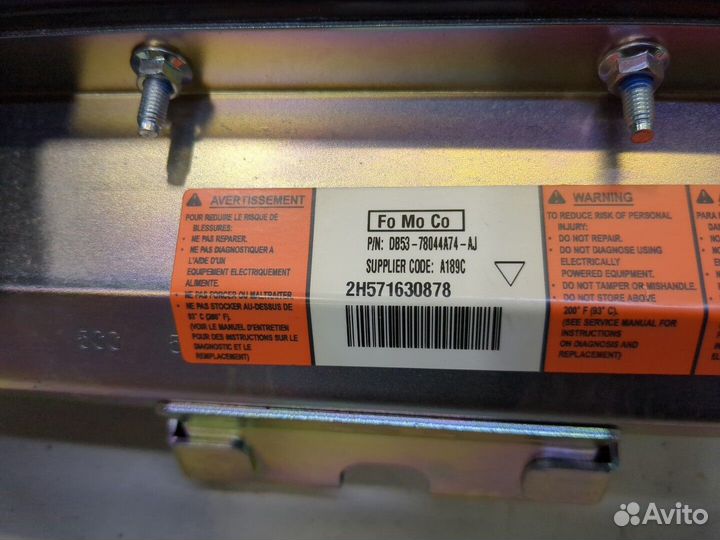 AVERTISSEMENT
POUR REDUIRE LE RISQUE DE
BLESSURES:
• NE PAS REPARER.
• NE PAS DIAGNOSTIQUER A
L'AIDE D'UN
EQUIPEMENT ELECTRIQUEMENT
ALIMENTE.
• NE PAS FORCER OU MALTRAITER
• NE PAS STOCKER AU-DESSUS DE
93° C (200° F).
(VOIR LE MANUEL D'ENTRETIEN
POUR DES INSTRUCTIONS SUR LE
DIAGNOSTIC ET LE
REMPLACEMENT)
Fo Mo Co
P/N: DB53-78044A74-AJ
SUPPLIER CODE: A189C
2H571630878
WARNING
TO REDUCE RISK OF PERSONAL
INJURY:
• DO NOT REPAIR.
• DO NOT DIAGNOSE USING
ELECTRICALLY
POWERED EQUIPMENT.
• DO NOT TAMPER OR MISHANDLE.
• DO NOT STORE ABOVE
200° F (93° C).
(SEE SERVICE MANUAL FOR
INSTRUCTIONS
ON DIAGNOSIS AND
REPLACEMENT)
PARA
Avito